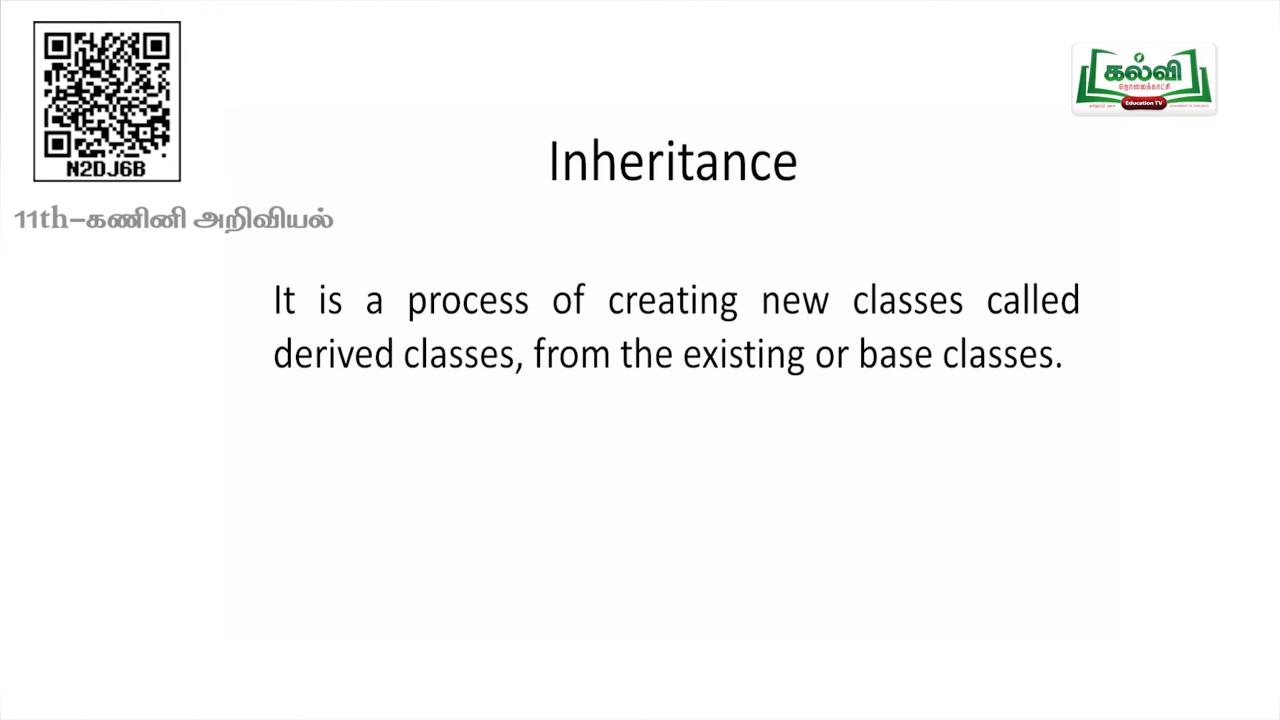 N2DJ6B
கல்வி
தொலைக்காட்சி
Education TV
Inheritance
11th-கணினி அறிவியல்
It is a process of creating new classes called
derived classes, from the existing or base classes.